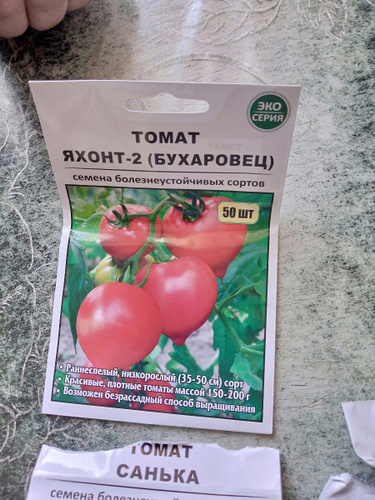 ЭКО
СЕРИЯ
ТОМАТ
ЯХОНТ-2 (БУХАРОВЕЦ)
семена болезнеустойчивых сортов
50 шт
• Раннеспелый, низкорослый (35-50 см) сорт
• Красивые, плотные томаты массой 150-200 г
• Возможен безрассадный способ выращивания
ТОМАТ
САНЬКА
семена болезнеустойчивых